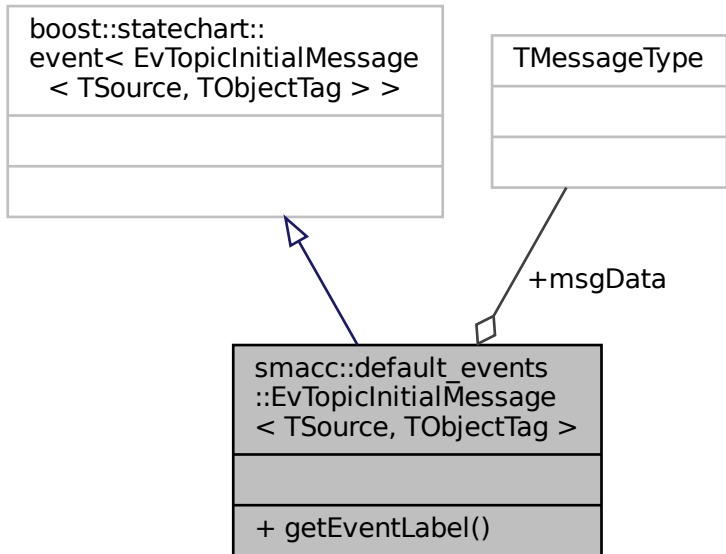 boost::statechart::
event< EvTopicInitialMessage
< TSource, TObjectTag > >
TMessageType
+msgData
smacc::default_events
::EvTopicInitialMessage
< TSource, TObjectTag >
+ getEventLabel()